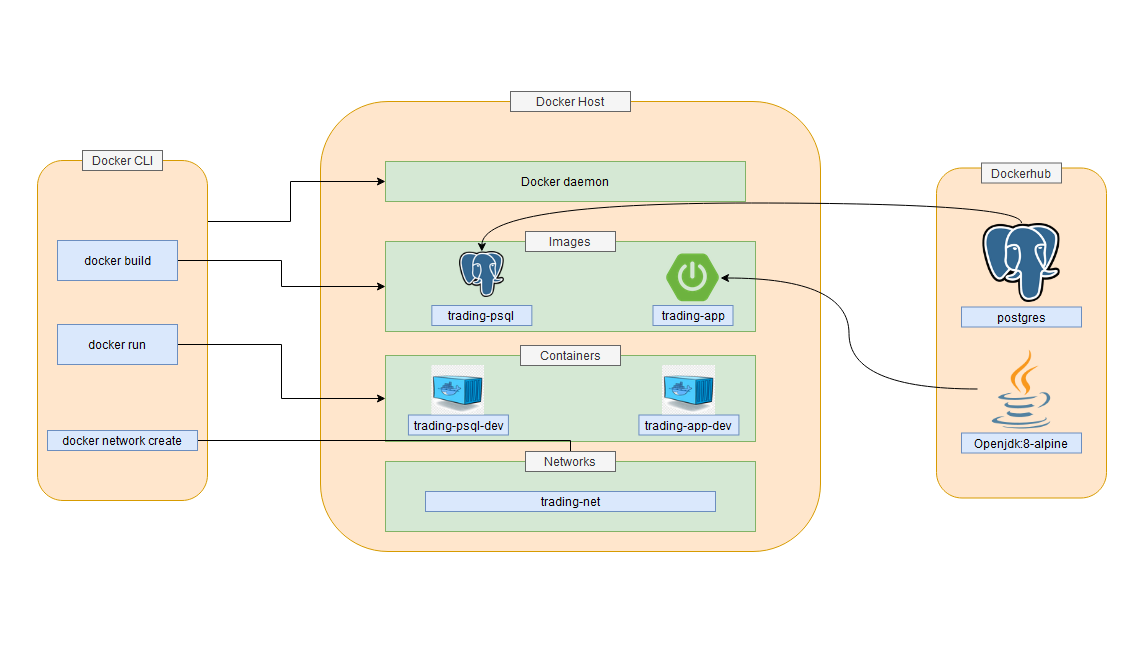 Docker CLI
docker build
docker run
docker network create
Docker Host
Docker daemon
Images
trading-psql
trading-app
Containers
trading-psql-dev
trading-app-dev
Networks
trading-net
Dockerhub
postgres
Openjdk:8-alpine